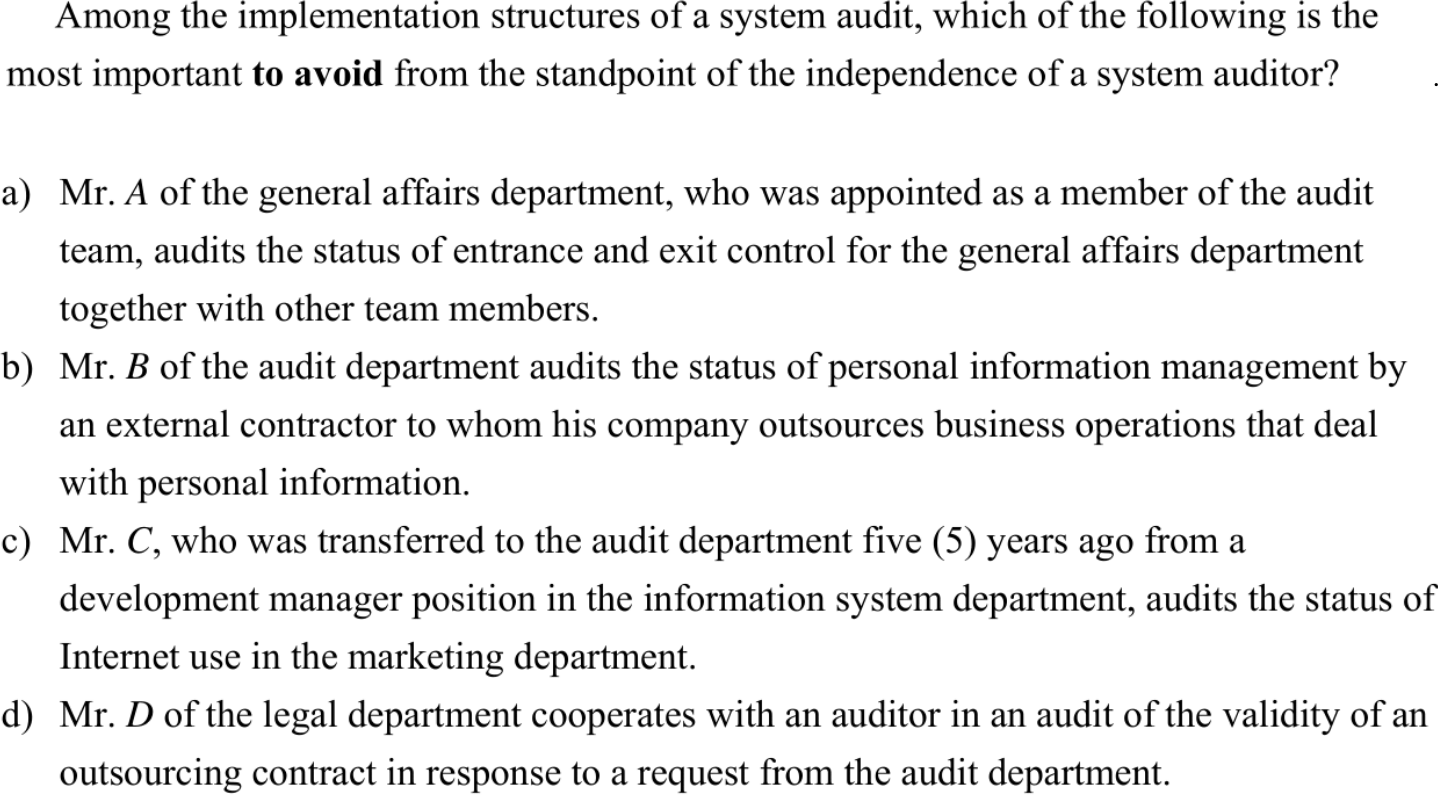 Among the implementation structures of a system audit, which of the following is the
most important to avoid from the standpoint of the independence of a system auditor?
a) Mr. A of the general affairs department, who was appointed as a member of the audit
team, audits the status of entrance and exit control for the general affairs department
together with other team members.
b) Mr. B of the audit department audits the status of personal information management by
an external contractor to whom his company outsources business operations that deal
with personal information.
c) Mr. C, who was transferred to the audit department five (5) years ago from a
development manager position in the information system department, audits the status of
Internet use in the marketing department.
d) Mr. D of the legal department cooperates with an auditor in an audit of the validity of an
outsourcing contract in response to a request from the audit department.